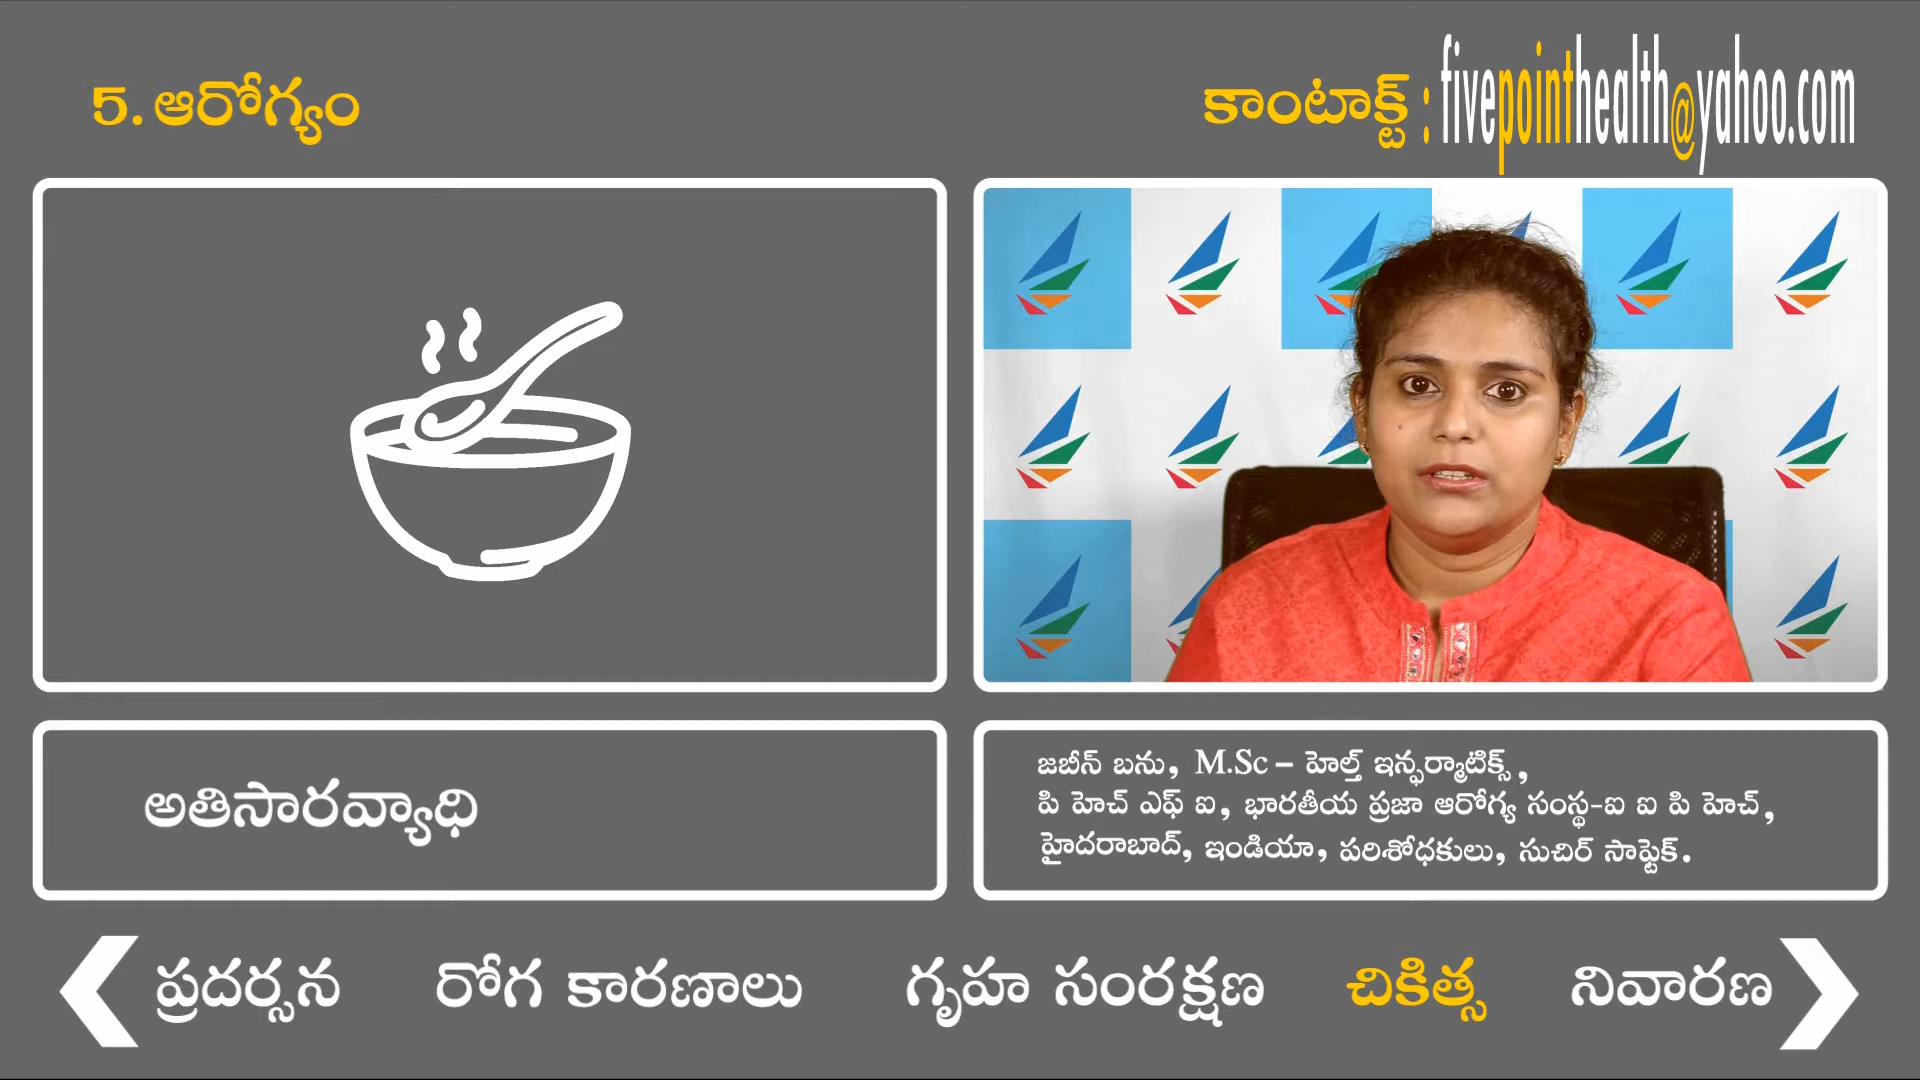 5. ఆరోగ్యం
కాంటాక్ట్ : fivepointhealth@yahoo.com
అతిసారవ్యాధి
జబీన్ బను, M.Sc – హెల్త్ ఇన్ఫర్మాటిక్స్,
పి హెచ్ ఎఫ్ ఐ, భారతీయ ప్రజా ఆరోగ్య సంస్థ-ఐ ఐ పి హెచ్,
హైదరాబాద్, ఇండియా, పరిశోధకులు, సుచిర్ సాఫ్టెక్.
ప్రదర్సన రోగ కారణాలు గృహ సంరక్షణ చికిత్స నివారణ